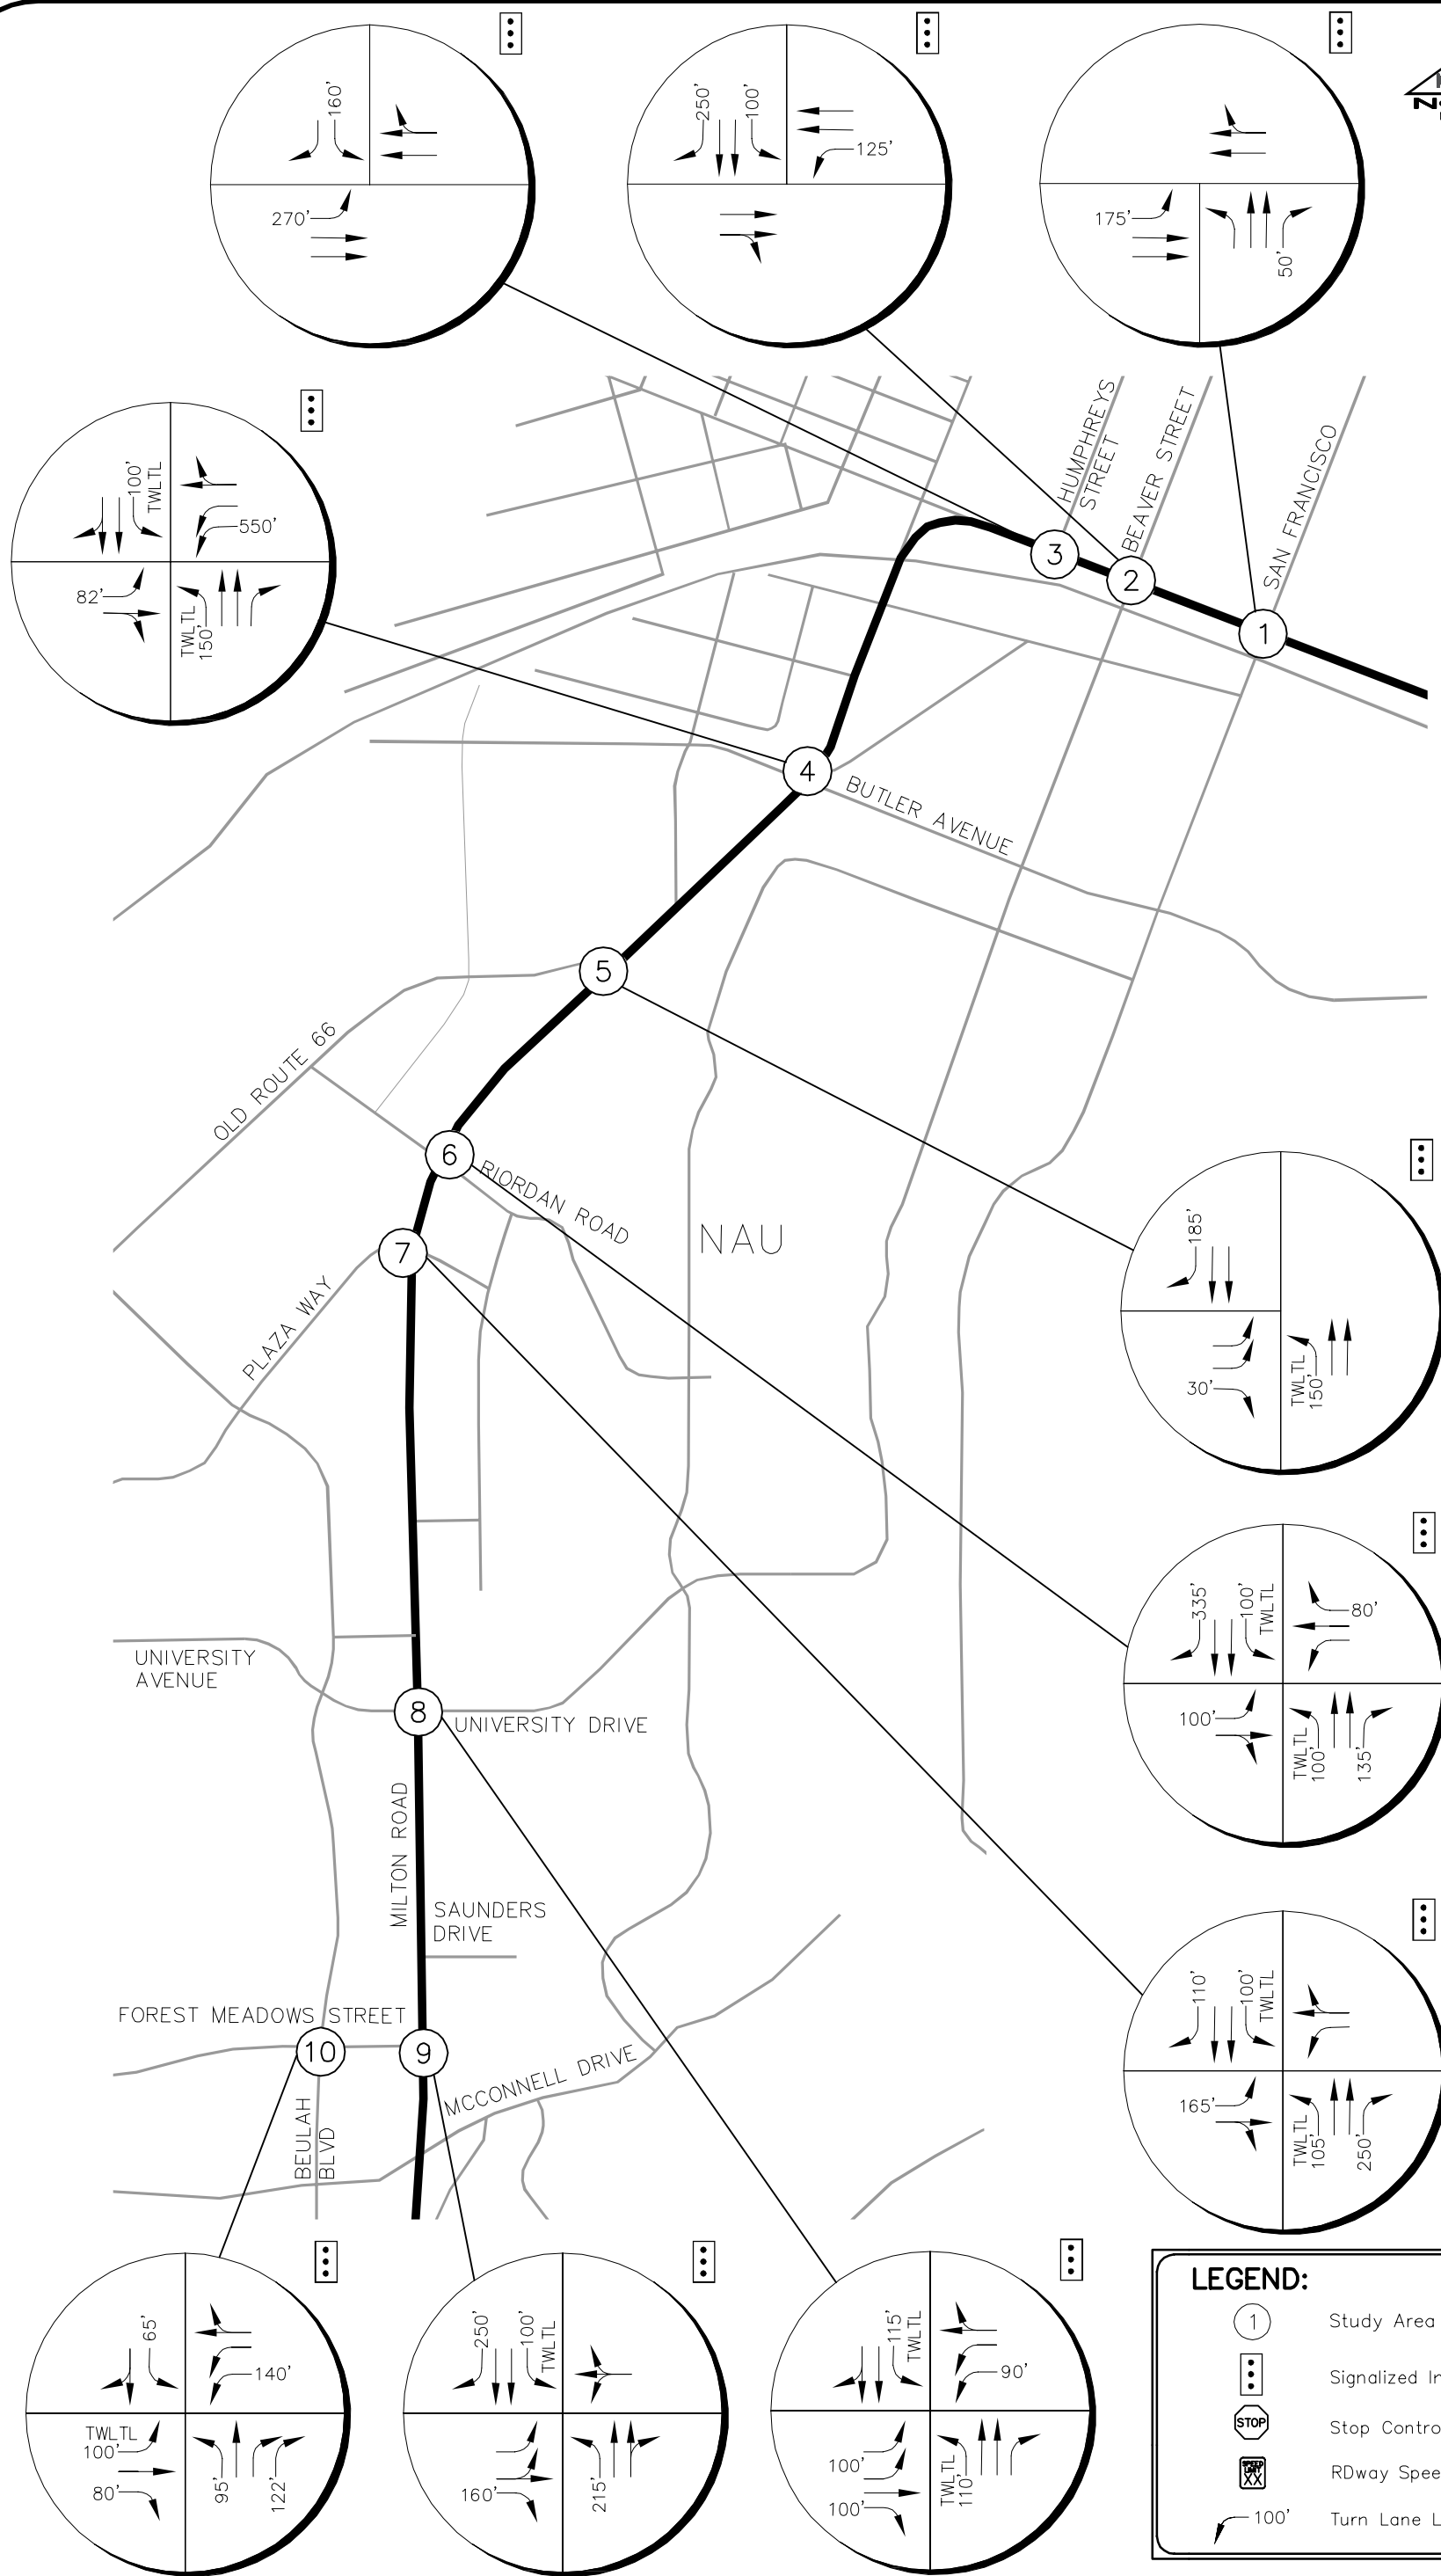 160'
270'
250'
100'
125'
175'
50'
N
100'
TWLTL
550'
82'
TWLTL
150'
HUMPHREYS
STREET
BEAVER STREET
SAN FRANCISCO
3
2
1
4
BUTLER AVENUE
5
OLD ROUTE 66
6
RIORDAN ROAD
NAU
7
PLAZA WAY
185'
30'
TWLTL
150'
335'
100'
TWLTL
80'
100'
TWLTL
100'
135'
UNIVERSITY
AVENUE
8
UNIVERSITY DRIVE
MILTON ROAD
SAUNDERS
DRIVE
110'
100'
TWLTL
165'
TWLTL
105'
250'
FOREST MEADOWS STREET
10
9
MCCONNELL DRIVE
BEULAH
BLVD
65'
140'
TWLTL
100'
80'
95'
122'
250'
100'
TWLTL
160'
215'
115'
TWLTL
90'
100'
100'
TWLTL
110'
LEGEND:
1 Study Area
Signalized In
STOP Stop Contro
SPEED LIMIT XX RDway Spee
100' Turn Lane L